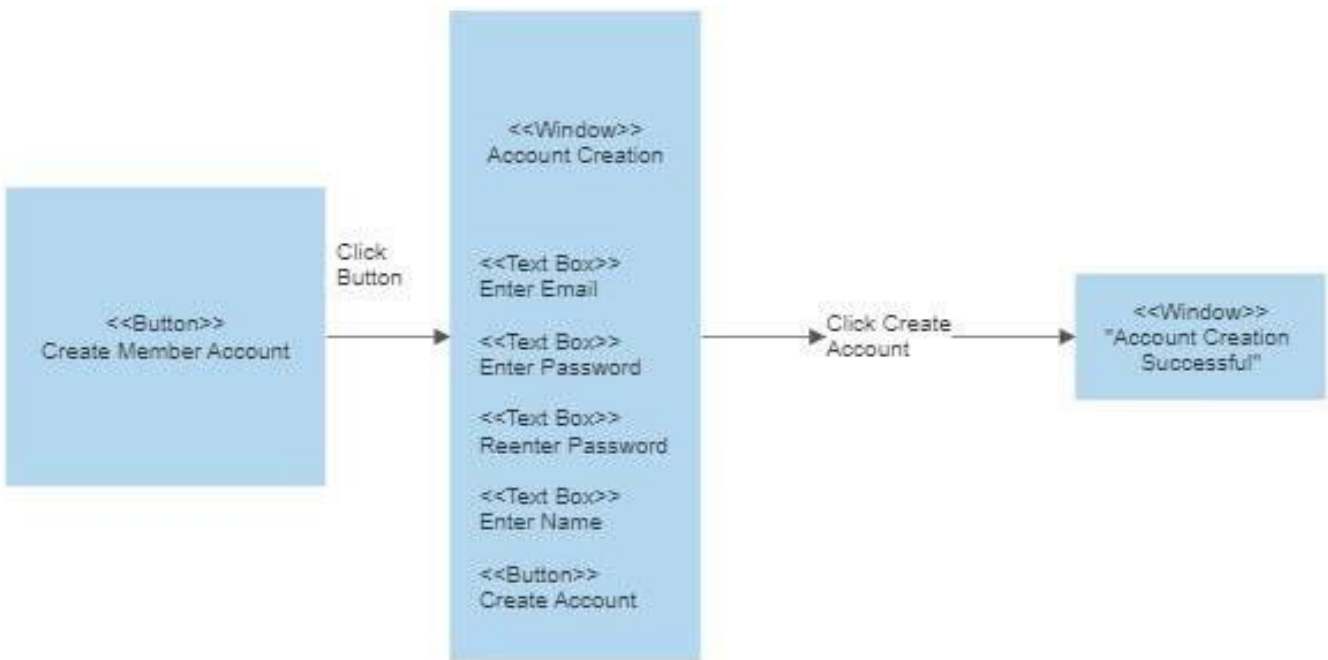 <<Button>>
Create Member Account
Click
Button
<<Window>>
Account Creation
<<Text Box>>
Enter Email
<<Text Box>>
Enter Password
<<Text Box>>
Reenter Password
<<Text Box>>
Enter Name
<<Button>>
Create Account
Click Create
Account
<<Window>>
"Account Creation
Successful"